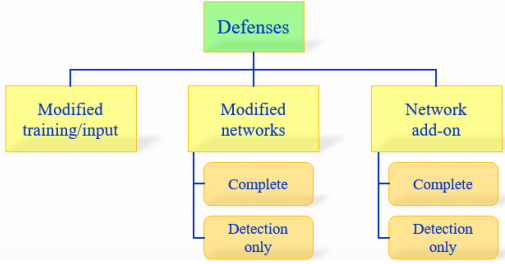 Defenses
Modified
training/input
Modified
networks
Network
add-on
Complete
Complete
Detection
only
Detection
only